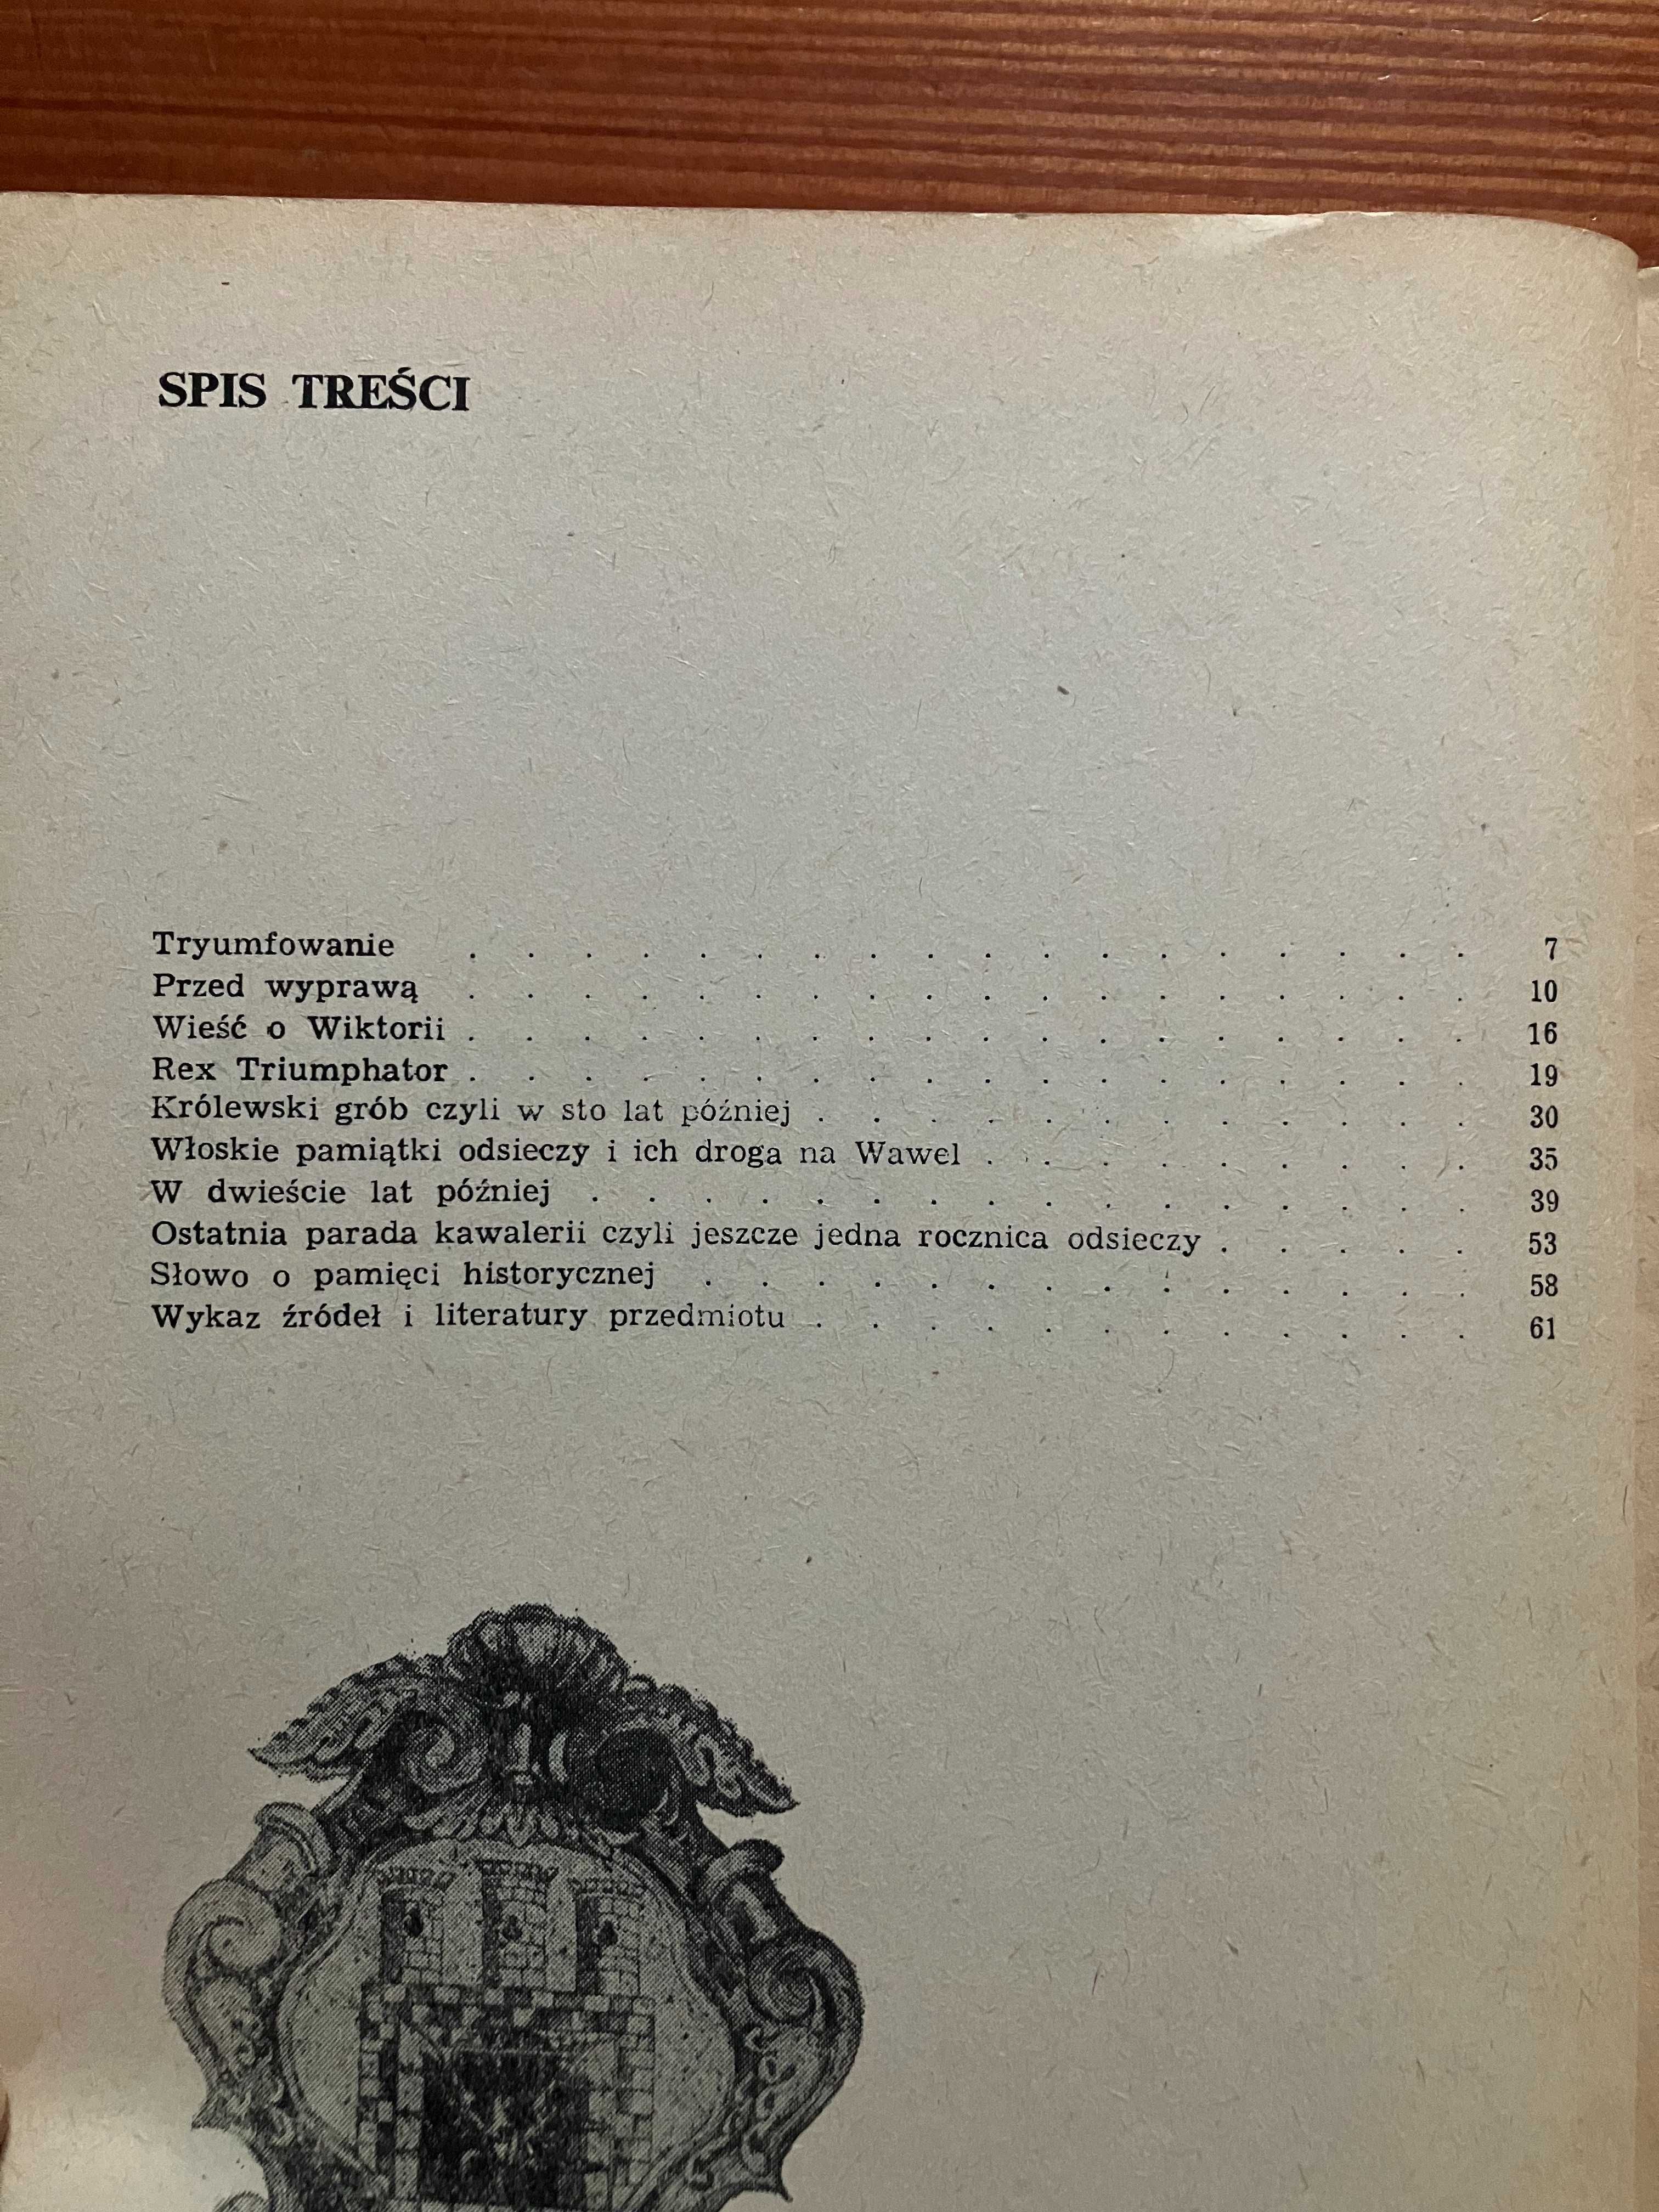 SPIS TREŚCI
Tryumfowanie . . . . . . . . . . . . . . . . . . 7
Przed wyprawą . . . . . . . . . . . . . . . . . . 10
Wieść o Wiktorii . . . . . . . . . . . . . . . . . . 16
Rex Triumphator . . . . . . . . . . . . . . . . . . 19
Królewski grób czyli w sto lat później . . . . . . . . . . . . 30
Włoskie pamiątki odsieczy i ich droga na Wawel . . . . . . . . . 35
W dwieście lat później . . . . . . . . . . . . . . . . 39
Ostatnia parada kawalerii czyli jeszcze jedna rocznica odsieczy . . . . . 53
Słowo o pamięci historycznej . . . . . . . . . . . . . . 58
Wykaz źródeł i literatury przedmiotu . . . . . . . . . . . . 61